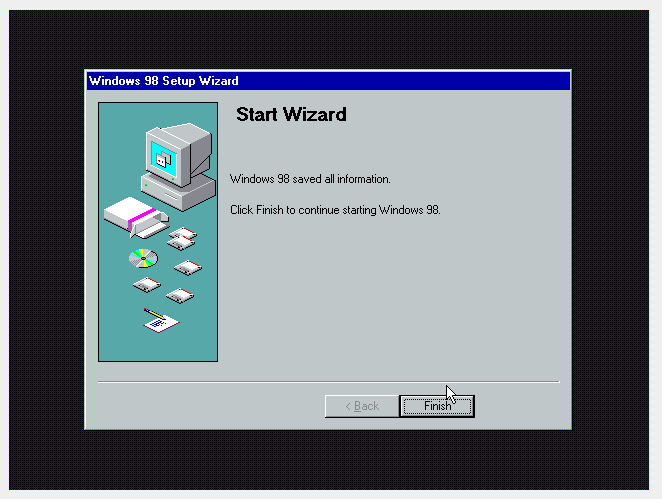 Windows 98 Setup Wizard
Start Wizard
Windows 98 saved all information.
Click Finish to continue starting Windows 98.
< Back
Finish